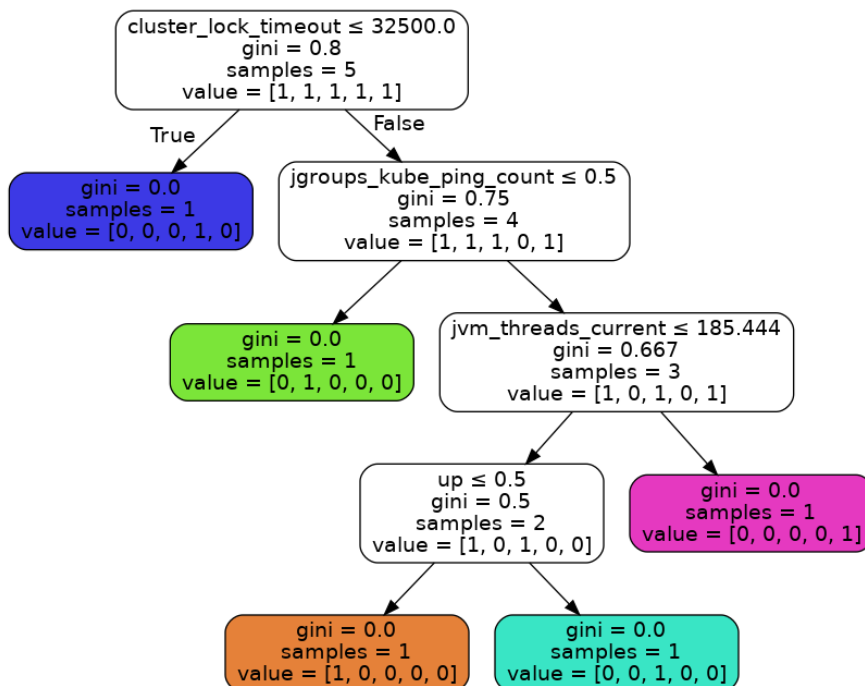 cluster_lock_timeout ≤ 32500.0
gini = 0.8
samples = 5
value = [1, 1, 1, 1, 1]
True
False
gini = 0.0
samples = 1
value = [0, 0, 0, 1, 0]
jgroups_kube_ping_count ≤ 0.5
gini = 0.75
samples = 4
value = [1, 1, 1, 0, 1]
gini = 0.0
samples = 1
value = [0, 1, 0, 0, 0]
jvm_threads_current ≤ 185.444
gini = 0.667
samples = 3
value = [1, 0, 1, 0, 1]
up ≤ 0.5
gini = 0.5
samples = 2
value = [1, 0, 1, 0, 0]
gini = 0.0
samples = 1
value = [0, 0, 0, 0, 1]
gini = 0.0
samples = 1
value = [1, 0, 0, 0, 0]
gini = 0.0
samples = 1
value = [0, 0, 1, 0, 0]